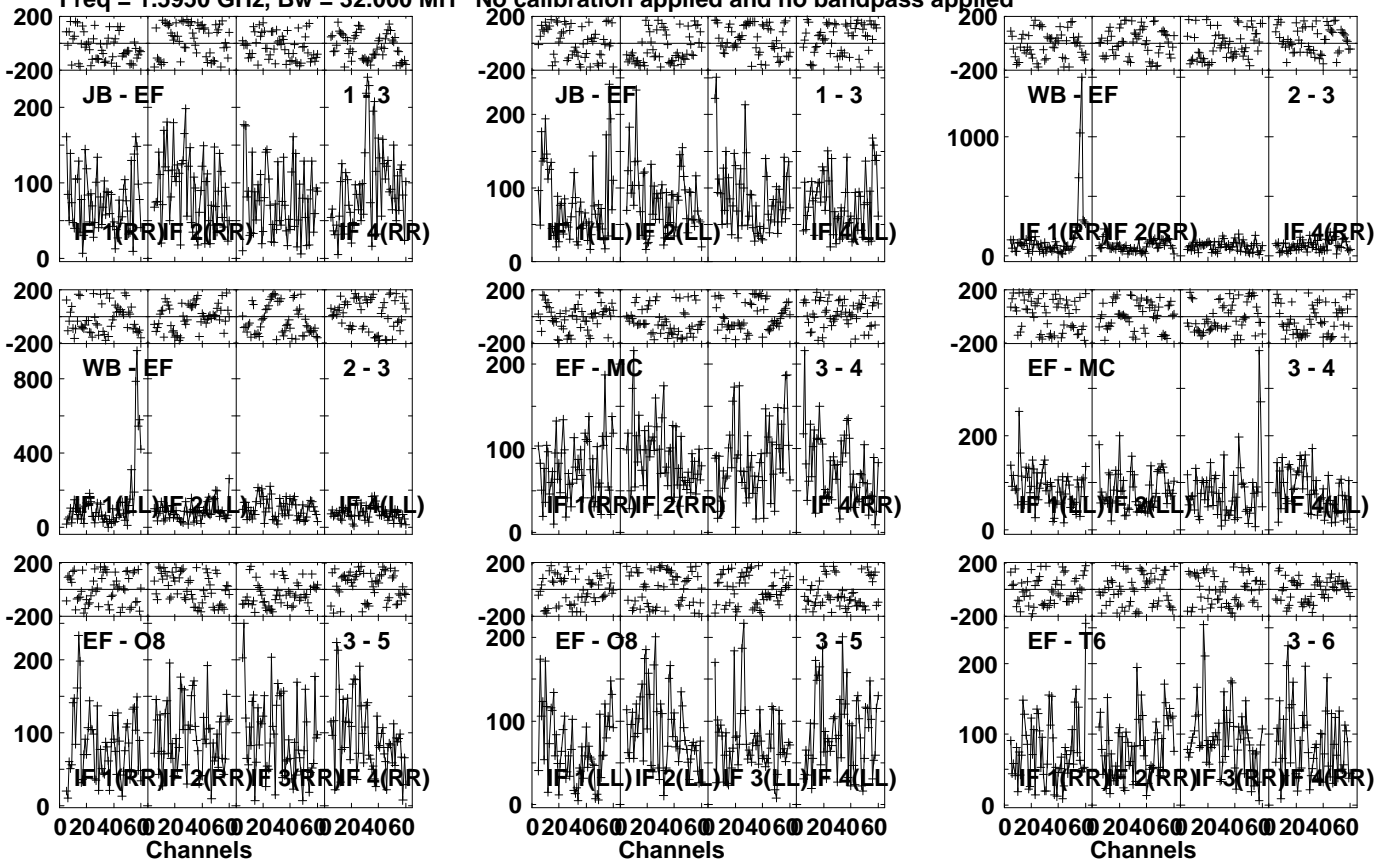 Freq = 1.5950 GHz, Bw = 32.000 MH No calibration applied and no bandpass applied
200
-200
JB - EF 1 - 3
200
100
0
IF 1(RR) IF 2(RR) IF 4(RR)
200
-200
JB - EF 1 - 3
200
100
0
IF 1(LL) IF 2(LL) IF 4(LL)
200
-200
WB - EF 2 - 3
1000
0
IF 1(RR) IF 2(RR) IF 4(RR)
200
-200
WB - EF 2 - 3
800
400
0
IF 1(LL) IF 2(LL) IF 4(LL)
200
-200
EF - MC 3 - 4
200
100
0
IF 1(RR) IF 2(RR) IF 4(RR)
200
-200
EF - MC 3 - 4
200
0
IF 1(LL) IF 2(LL) IF 4(LL)
200
-200
EF - O8 3 - 5
200
100
0
IF 1(RR) IF 2(RR) IF 3(RR) IF 4(RR)
0 20 40 60 0 20 40 60 0 20 40 60 0 20 40 60
Channels
200
-200
EF - O8 3 - 5
200
100
0
IF 1(LL) IF 2(LL) IF 3(LL) IF 4(LL)
0 20 40 60 0 20 40 60 0 20 40 60 0 20 40 60
Channels
200
-200
EF - T6 3 - 6
200
100
0
IF 1(RR) IF 2(RR) IF 3(RR) IF 4(RR)
0 20 40 60 0 20 40 60 0 20 40 60 0 20 40 60
Channels